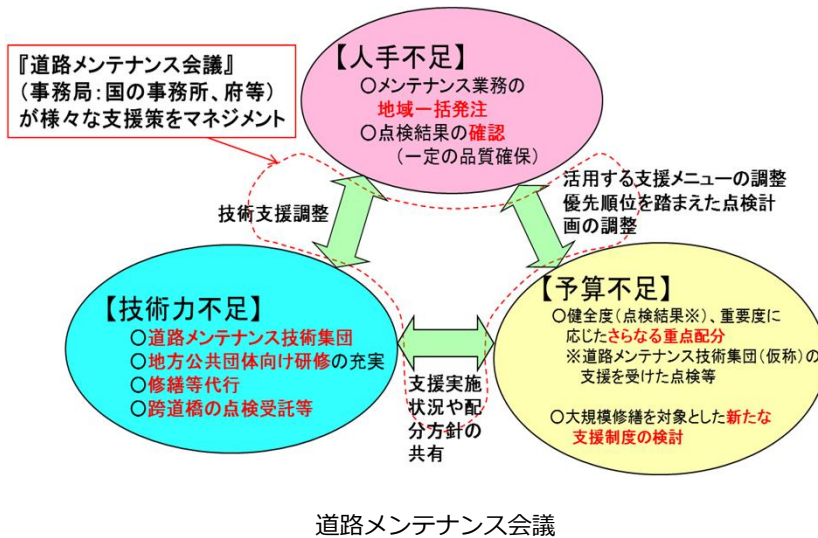 『道路メンテナンス会議』
（事務局：国の事務所、府等）
が様々な支援策をマネジメント
【人手不足】
○メンテナンス業務の
地域一括発注
○点検結果の確認
（一定の品質確保）
技術支援調整
活用する支援メニューの調整
優先順位を踏まえた点検計
画の調整
【技術力不足】
○道路メンテナンス技術集団
○地方公共団体向け研修の充実
○修繕等代行
○跨道橋の点検受託等
支援実施
状況や配
分方針の
共有
【予算不足】
○健全度（点検結果※）、重要度に
応じたさらなる重点配分
※道路メンテナンス技術集団（仮称）の
支援を受けた点検等
○大規模修繕を対象とした新たな
支援制度の検討
道路メンテナンス会議